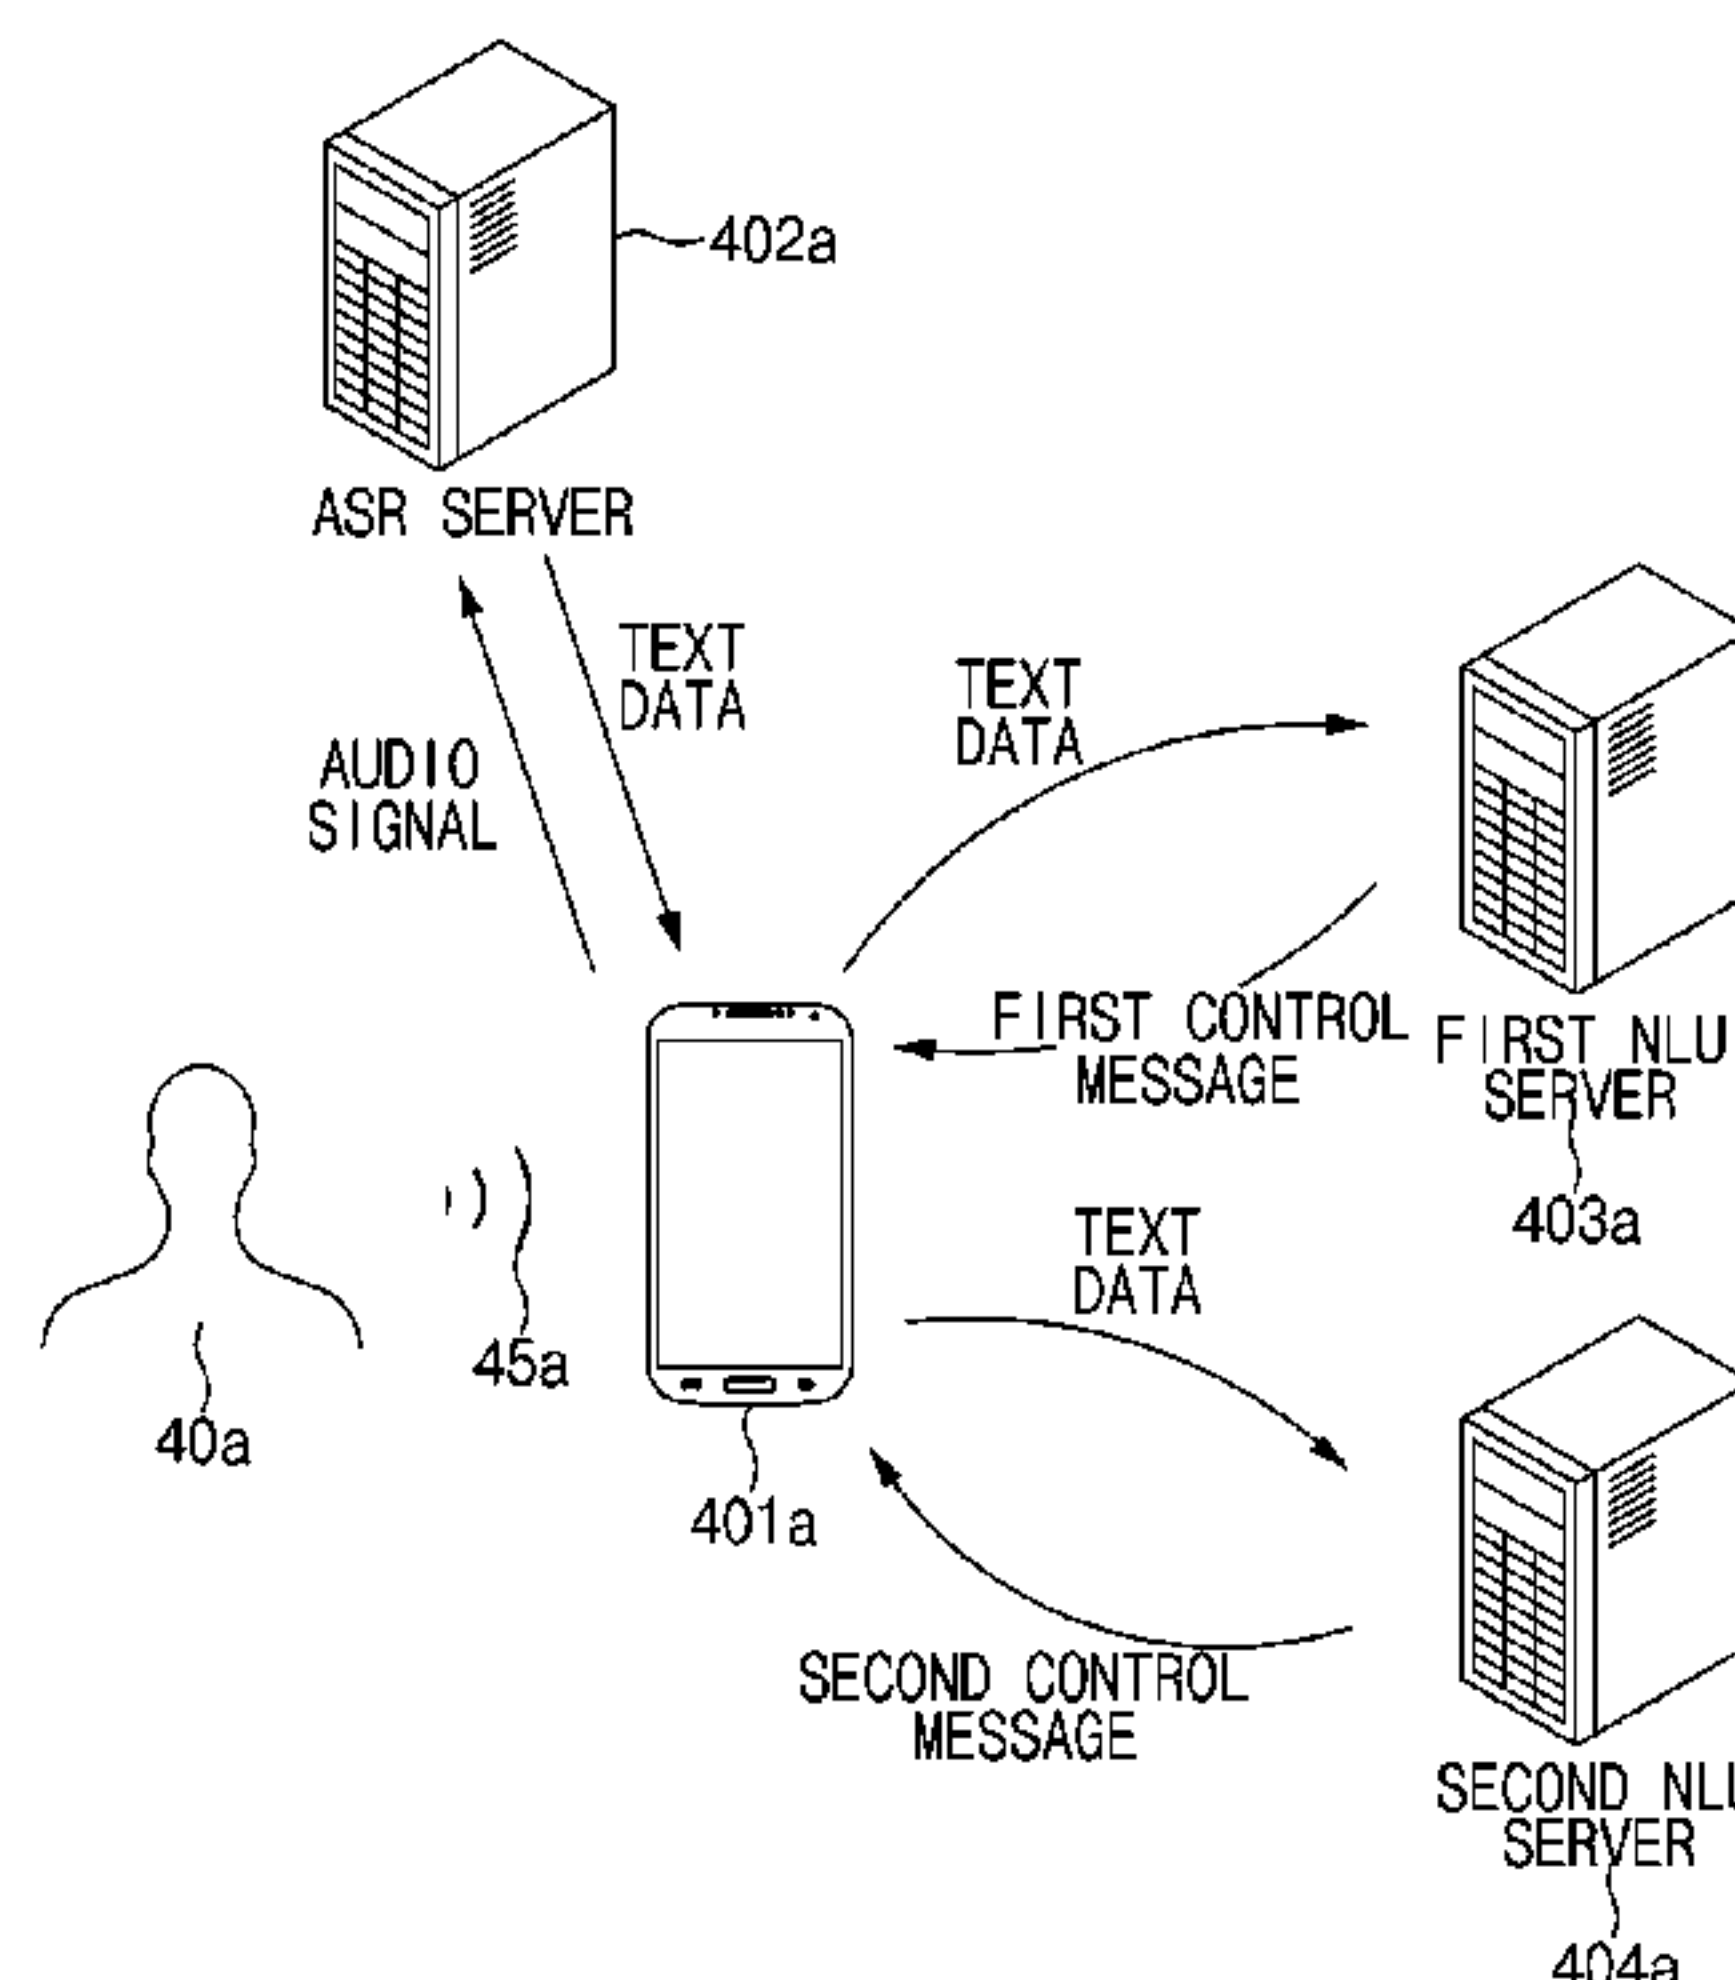 402a
ASR SERVER
TEXT
DATA
AUDIO
SIGNAL
TEXT
DATA
FIRST CONTROL
MESSAGE
FIRST NLU
SERVER
403a
TEXT
DATA
45a
40a
401a
SECOND CONTROL
MESSAGE
SECOND NLU
SERVER
404a